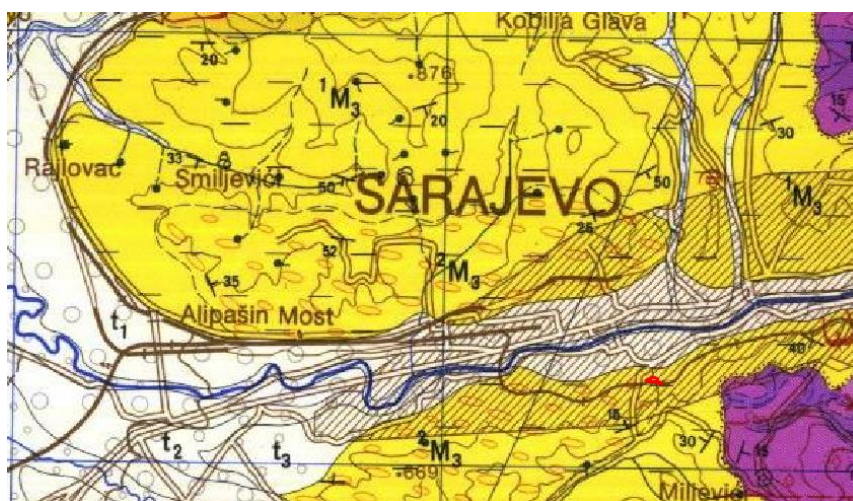 Kobilja Glava
20
876
15
¹M₃
20
30
33
Rajlovac
Smiljevići
50
SARAJEVO
50
¹M₃
25
52
²M₃
35
t₁
Alipašin Most
40
18
t₂
t₃
²M₃
669
30
15
Miljevići